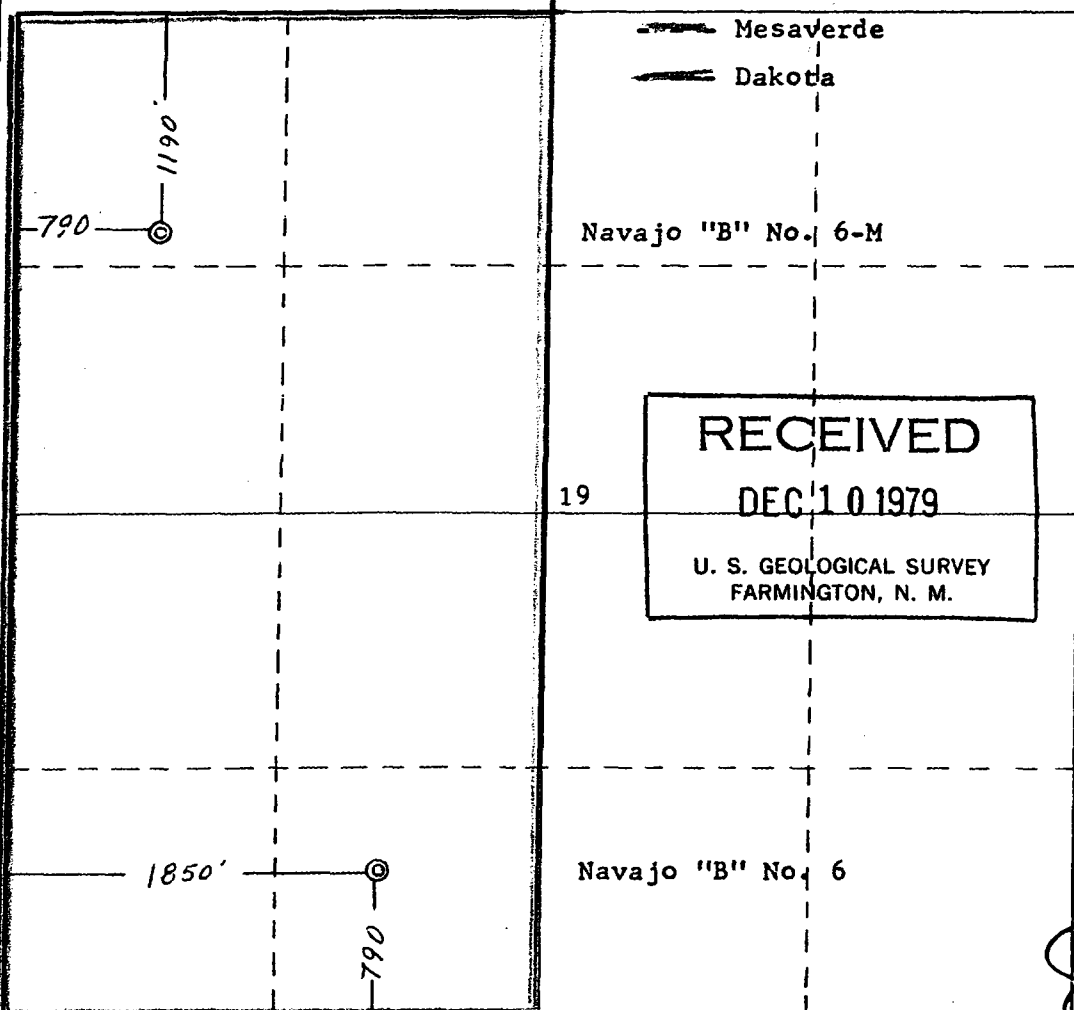 Mesaverde
Dakota
1190'
790
Navajo "B" No. 6-M
RECEIVED
19
DEC 10 1979
U. S. GEOLOGICAL SURVEY
FARMINGTON, N. M.
1850'
Navajo "B" No. 6
790